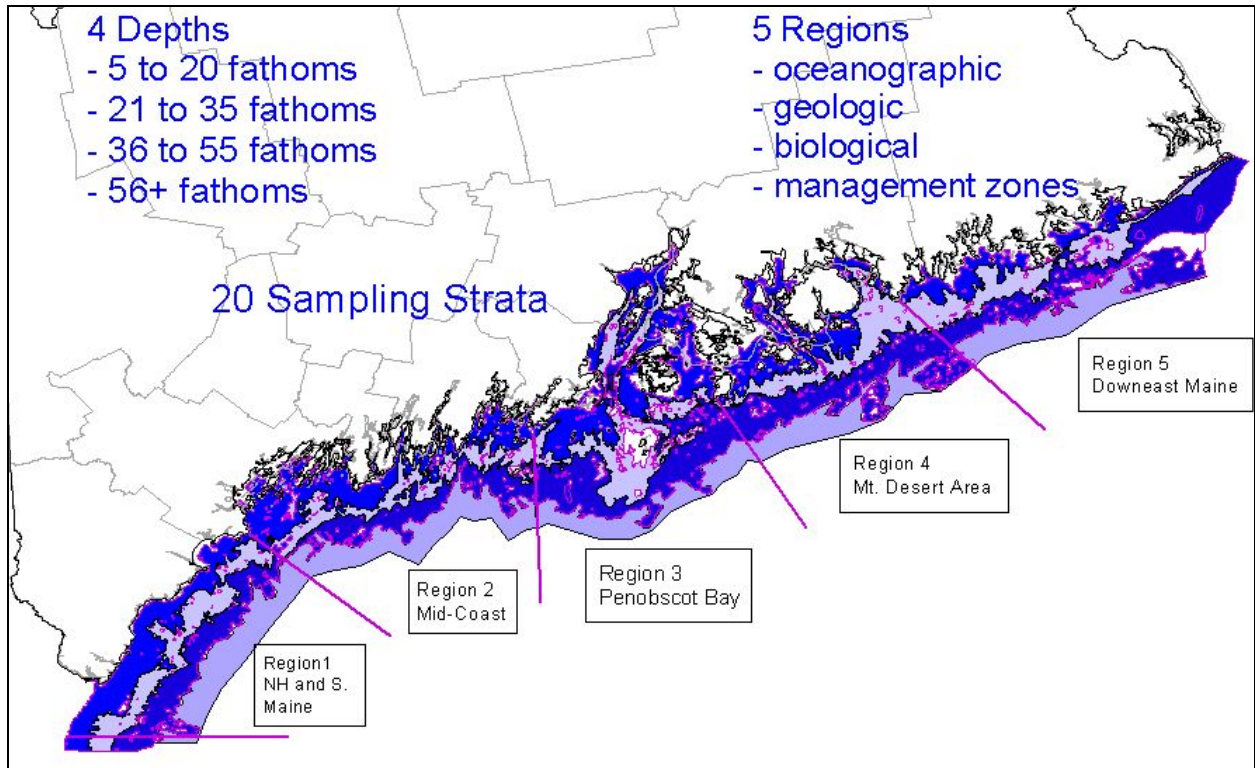 4 Depths
- 5 to 20 fathoms
- 21 to 35 fathoms
- 36 to 55 fathoms
- 56+ fathoms
5 Regions
- oceanographic
- geologic
- biological
- management zones
20 Sampling Strata
Region 5
Downeast Maine
Region 4
Mt. Desert Area
Region 3
Penobscot Bay
Region 2
Mid-Coast
Region1
NH and S.
Maine